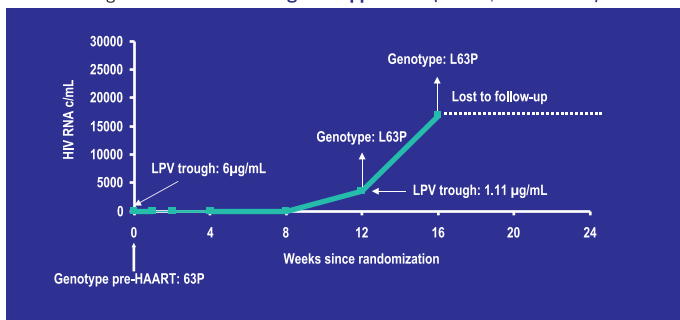 30000
25000
20000
15000
10000
5000
0
HIV RNA c/mL
Genotype: L63P
Lost to follow-up
Genotype: L63P
LPV trough: 6µg/mL
LPV trough: 1.11 µg/mL
0 4 8 12 16 20 24
Weeks since randomization
Genotype pre-HAART: 63P